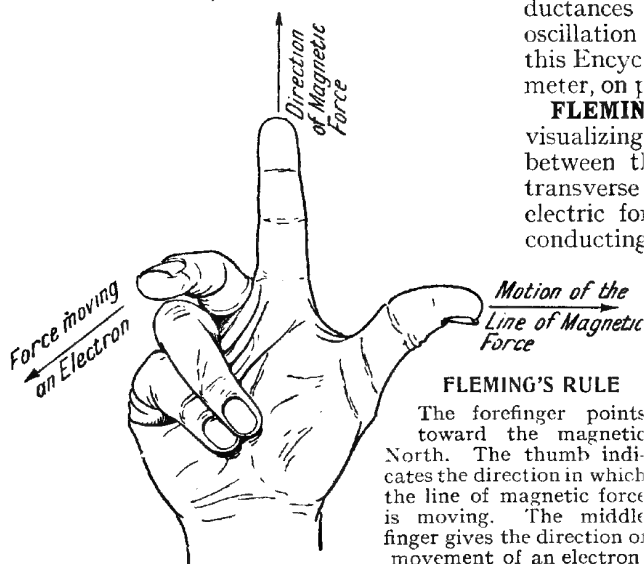 ductances
oscillation
this Encyc
meter, on p
FLEMIN
visualizing
between th
transverse
electric for
conducting
Direction
of Magnetic
Force
Force moving
an Electron
Motion of the
Line of Magnetic
Force
FLEMING'S RULE
The forefinger points
toward the magnetic
North. The thumb indi-
cates the direction in which
the line of magnetic force
is moving. The middle
finger gives the direction of
movement of an electron